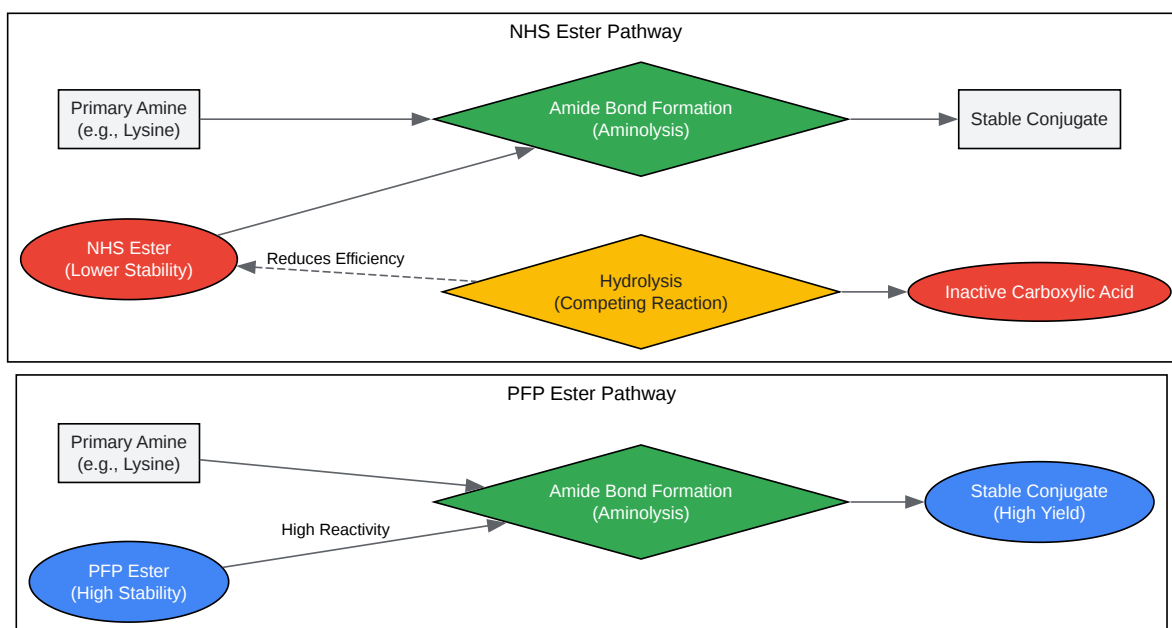 NHS Ester Pathway
Primary Amine
(e.g., Lysine)
Amide Bond Formation
(Aminolysis)
Stable Conjugate
NHS Ester
(Lower Stability)
Reduces Efficiency
Hydrolysis
(Competing Reaction)
Inactive Carboxylic Acid
PFP Ester Pathway
Primary Amine
(e.g., Lysine)
Amide Bond Formation
(Aminolysis)
Stable Conjugate
(High Yield)
High Reactivity
PFP Ester
(High Stability)